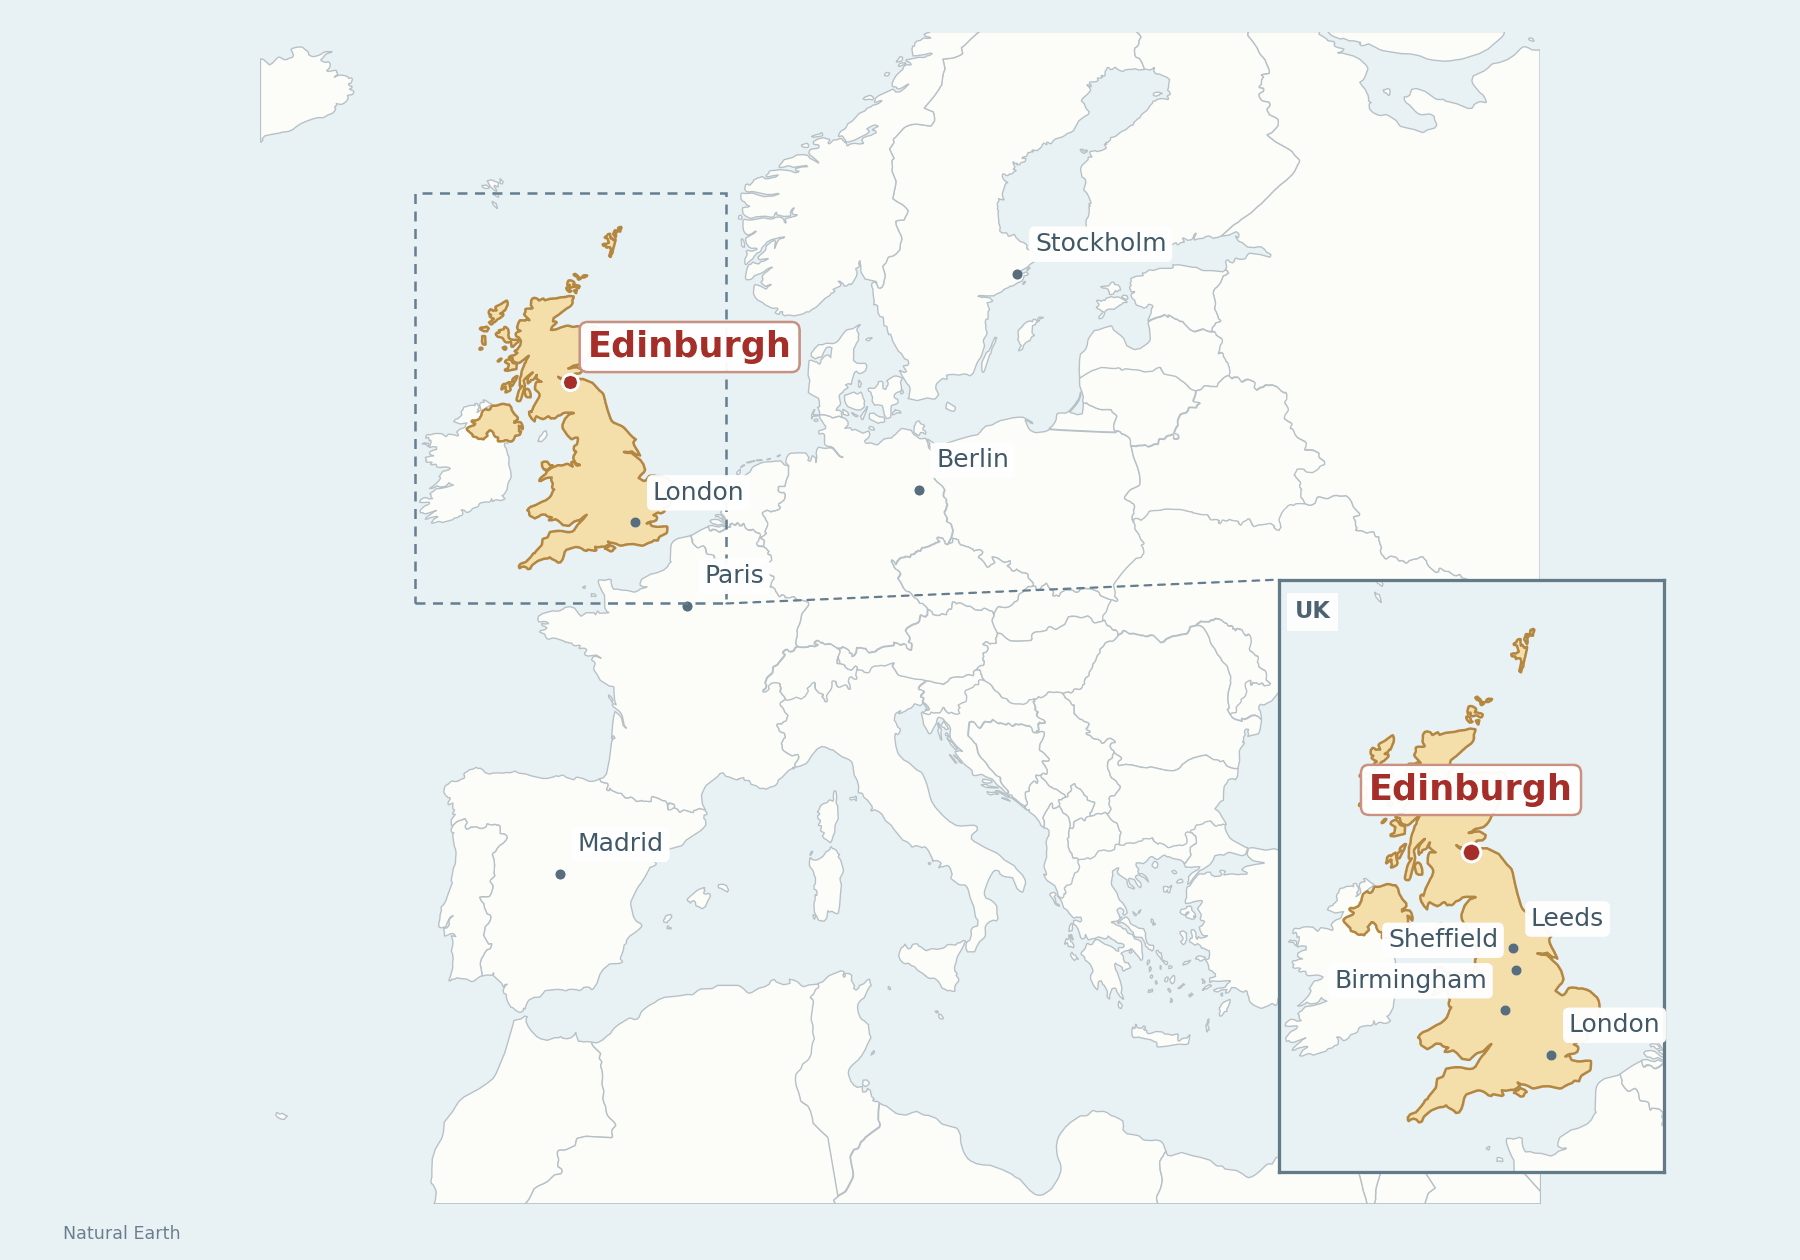 Stockholm
Edinburgh
Berlin
London
Paris
UK
Edinburgh
Madrid
Leeds
Sheffield
Birmingham
London
Natural Earth